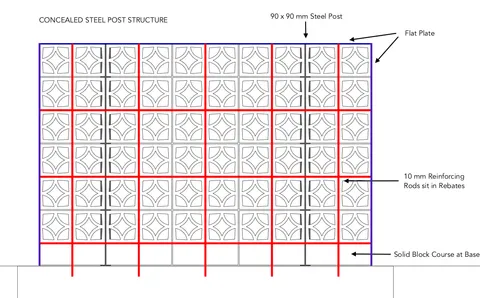 CONCEALED STEEL POST STRUCTURE
90 x 90 mm Steel Post
Flat Plate
10 mm Reinforcing
Rods sit in Rebates
Solid Block Course at Base